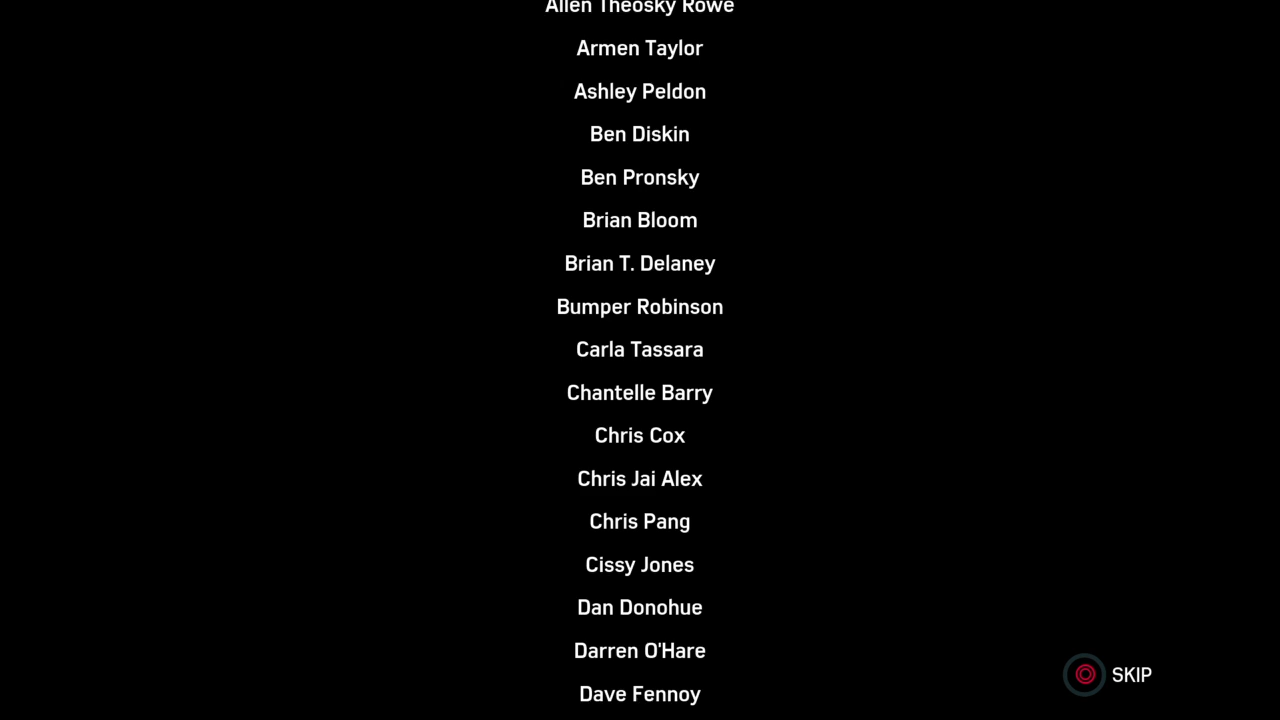 Allen Theosky Rowe
Armen Taylor
Ashley Peldon
Ben Diskin
Ben Pronsky
Brian Bloom
Brian T. Delaney
Bumper Robinson
Carla Tassara
Chantelle Barry
Chris Cox
Chris Jai Alex
Chris Pang
Cissy Jones
Dan Donohue
Darren O'Hare
Dave Fennoy
SKIP